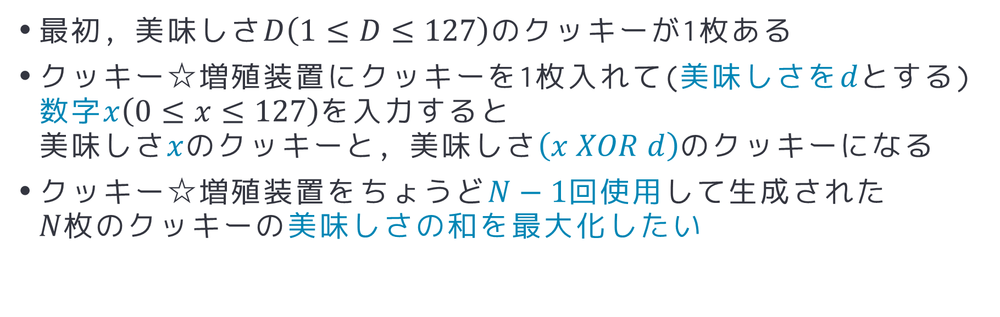 • 最初，美味しさD(1 ≤ D ≤ 127)のクッキーが1枚ある
• クッキー☆増殖装置にクッキーを1枚入れて(美味しさをdとする)
数字x(0 ≤ x ≤ 127)を入力すると
美味しさxのクッキーと，美味しさ(x XOR d)のクッキーになる
• クッキー☆増殖装置をちょうどN − 1回使用して生成された
N枚のクッキーの美味しさの和を最大化したい